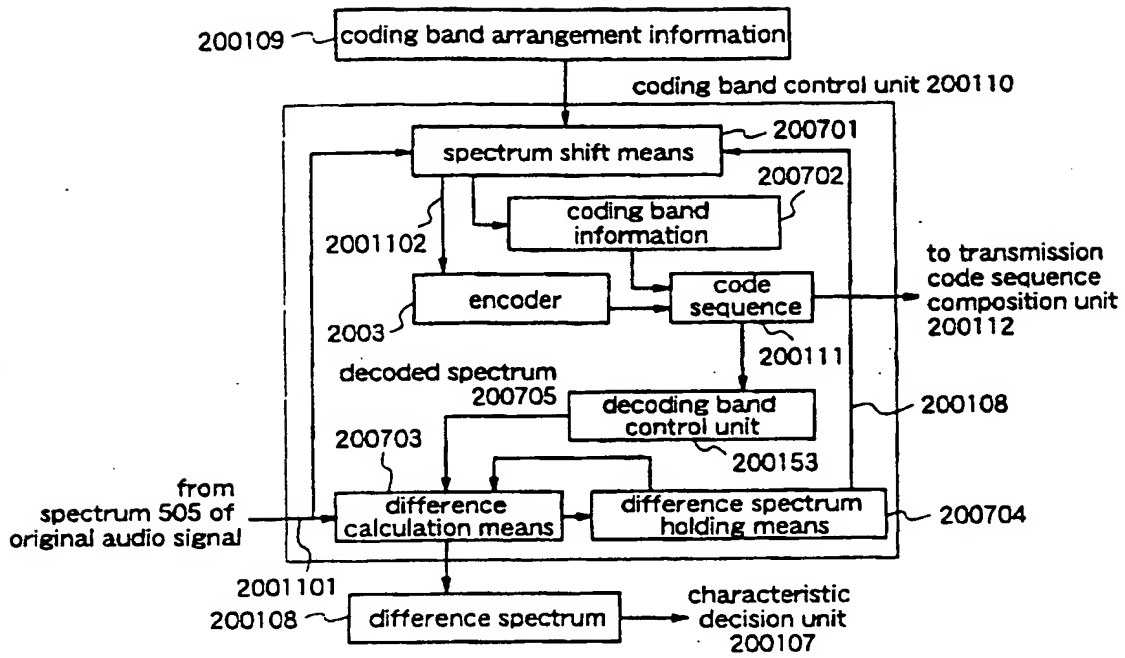 200109
coding band arrangement information
coding band control unit 200110
200701
spectrum shift means
200702
coding band
information
2001102
to transmission
code sequence
composition unit
200112
encoder
code
sequence
2003
200111
decoded spectrum
200705
decoding band
control unit
200108
200703
200153
from
spectrum 505 of
original audio signal
difference
calculation means
difference spectrum
holding means
200704
2001101
200108
difference spectrum
characteristic
decision unit
200107